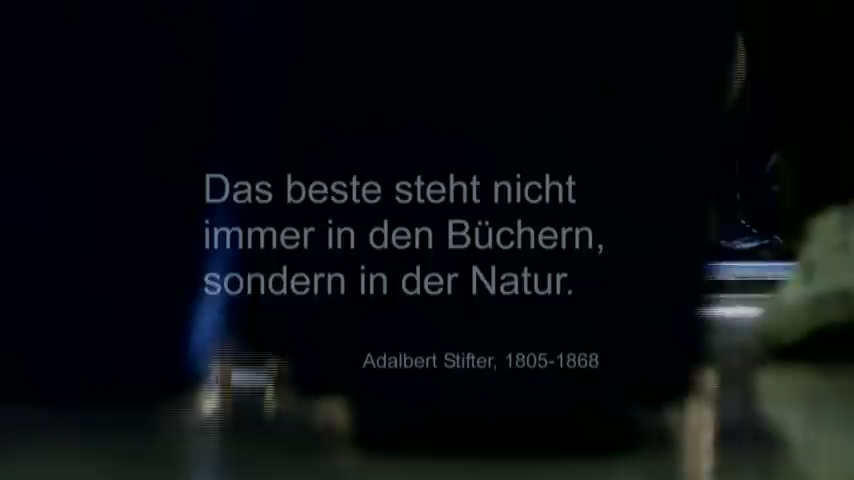 Das beste steht nicht
immer in den Büchern,
sondern in der Natur.
Adalbert Stifter, 1805-1868